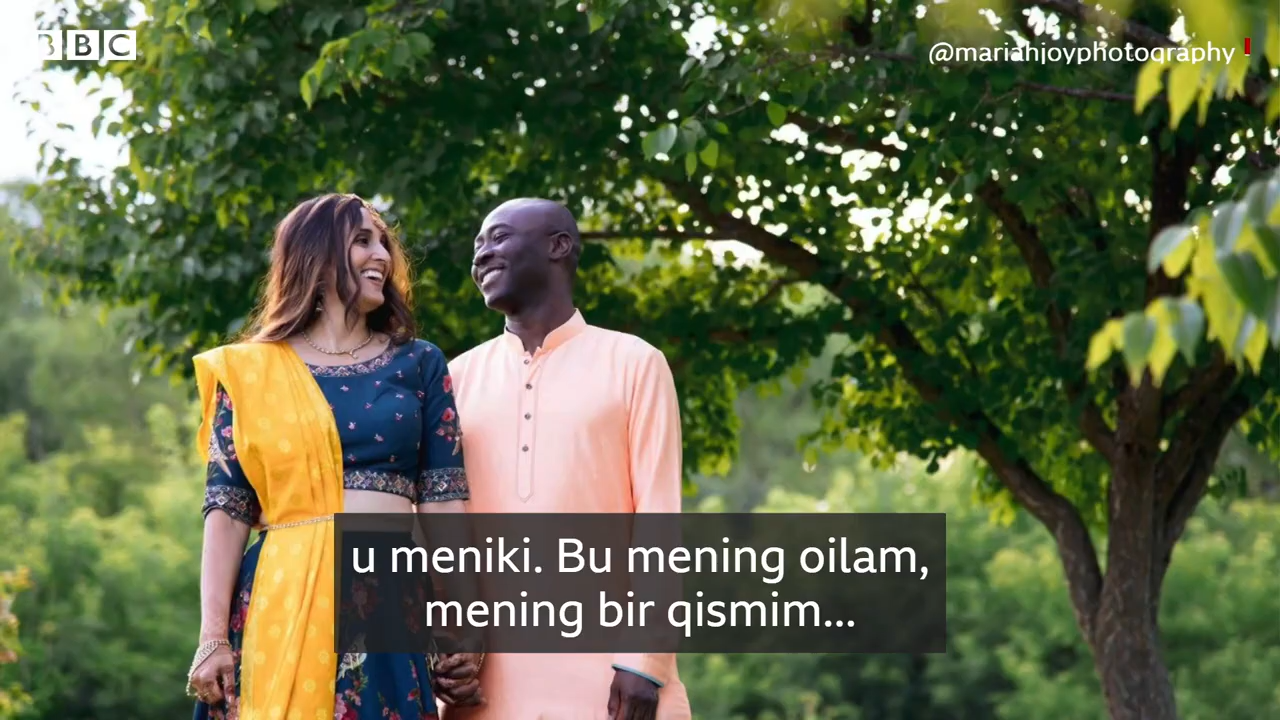 BBC
@mariahjoyphotography
u meniki. Bu mening oilam,
mening bir qismim...